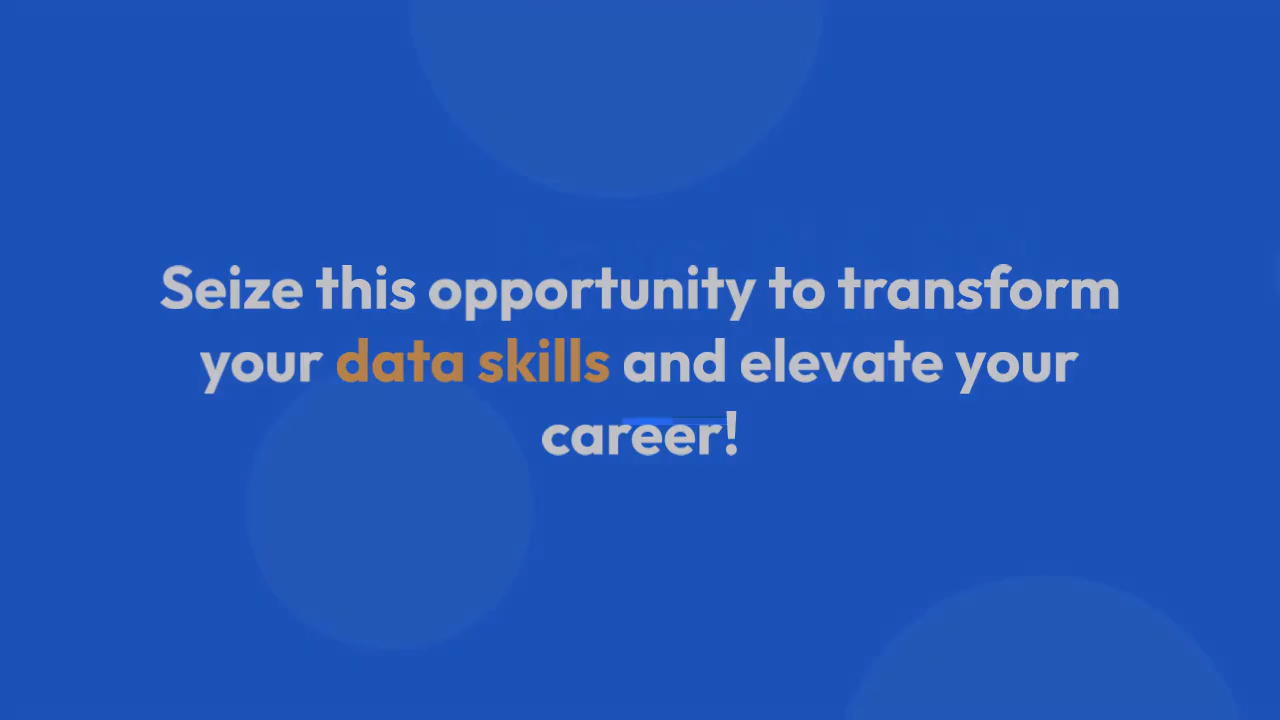 Seize this opportunity to transform
your data skills and elevate your
career!